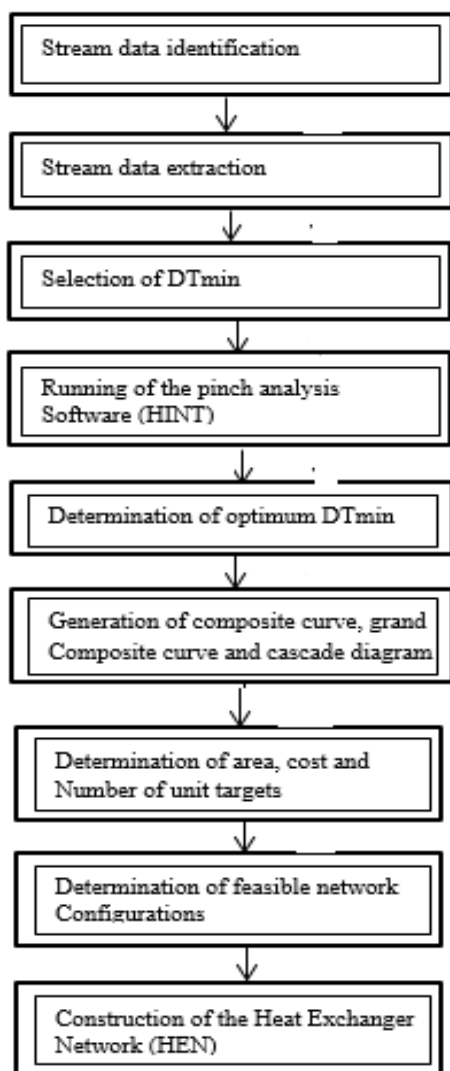 Stream data identification
Stream data extraction
Selection of DTmin
Running of the pinch analysis
Software (HINT)
Determination of optimum DTmin
Generation of composite curve, grand
Composite curve and cascade diagram
Determination of area, cost and
Number of unit targets
Determination of feasible network
Configurations
Construction of the Heat Exchanger
Network (HEN)